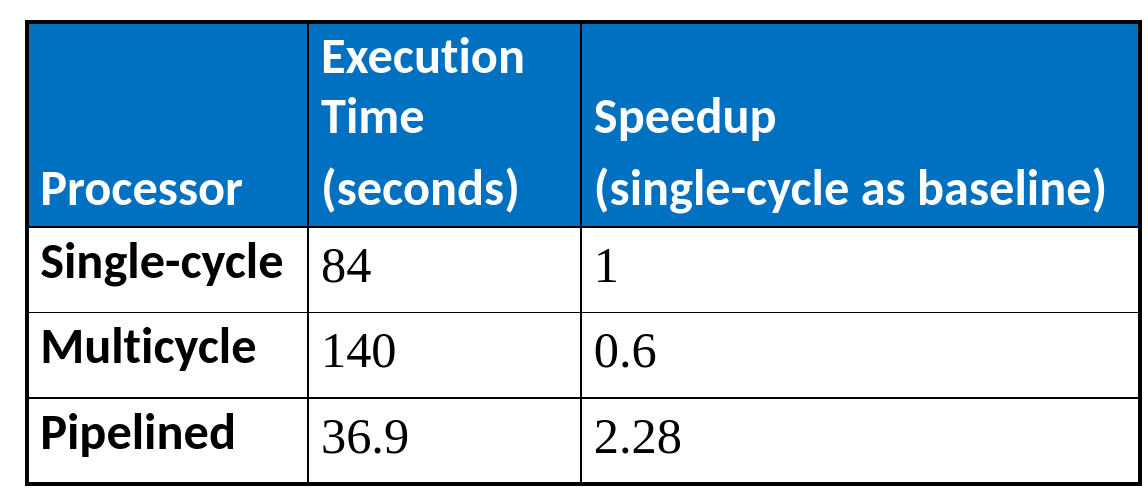 Processor
Execution
Time
(seconds)
Speedup
(single-cycle as baseline)
Single-cycle 84 1
Multicycle 140 0.6
Pipelined 36.9 2.28